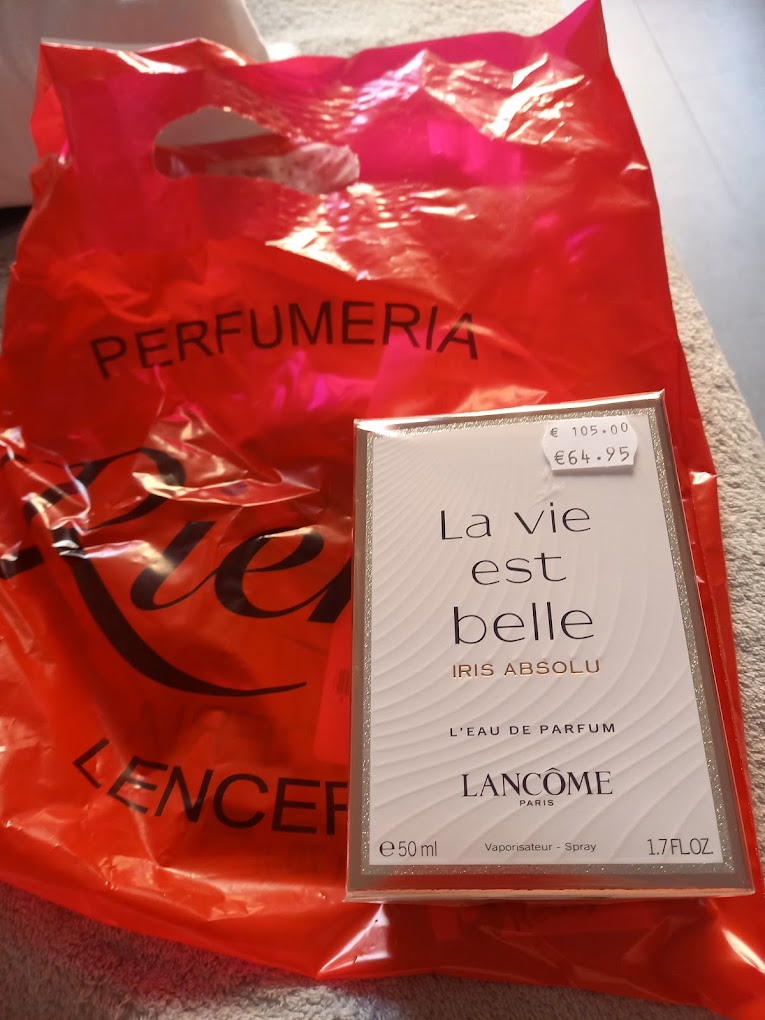 PERFUMERIA
€ 105.00
€64.95
La vie
est
belle
IRIS ABSOLU
L'EAU DE PARFUM
LANCÔME
PARIS
e 50 ml
Vaporisateur - Spray
1.7 FL OZ